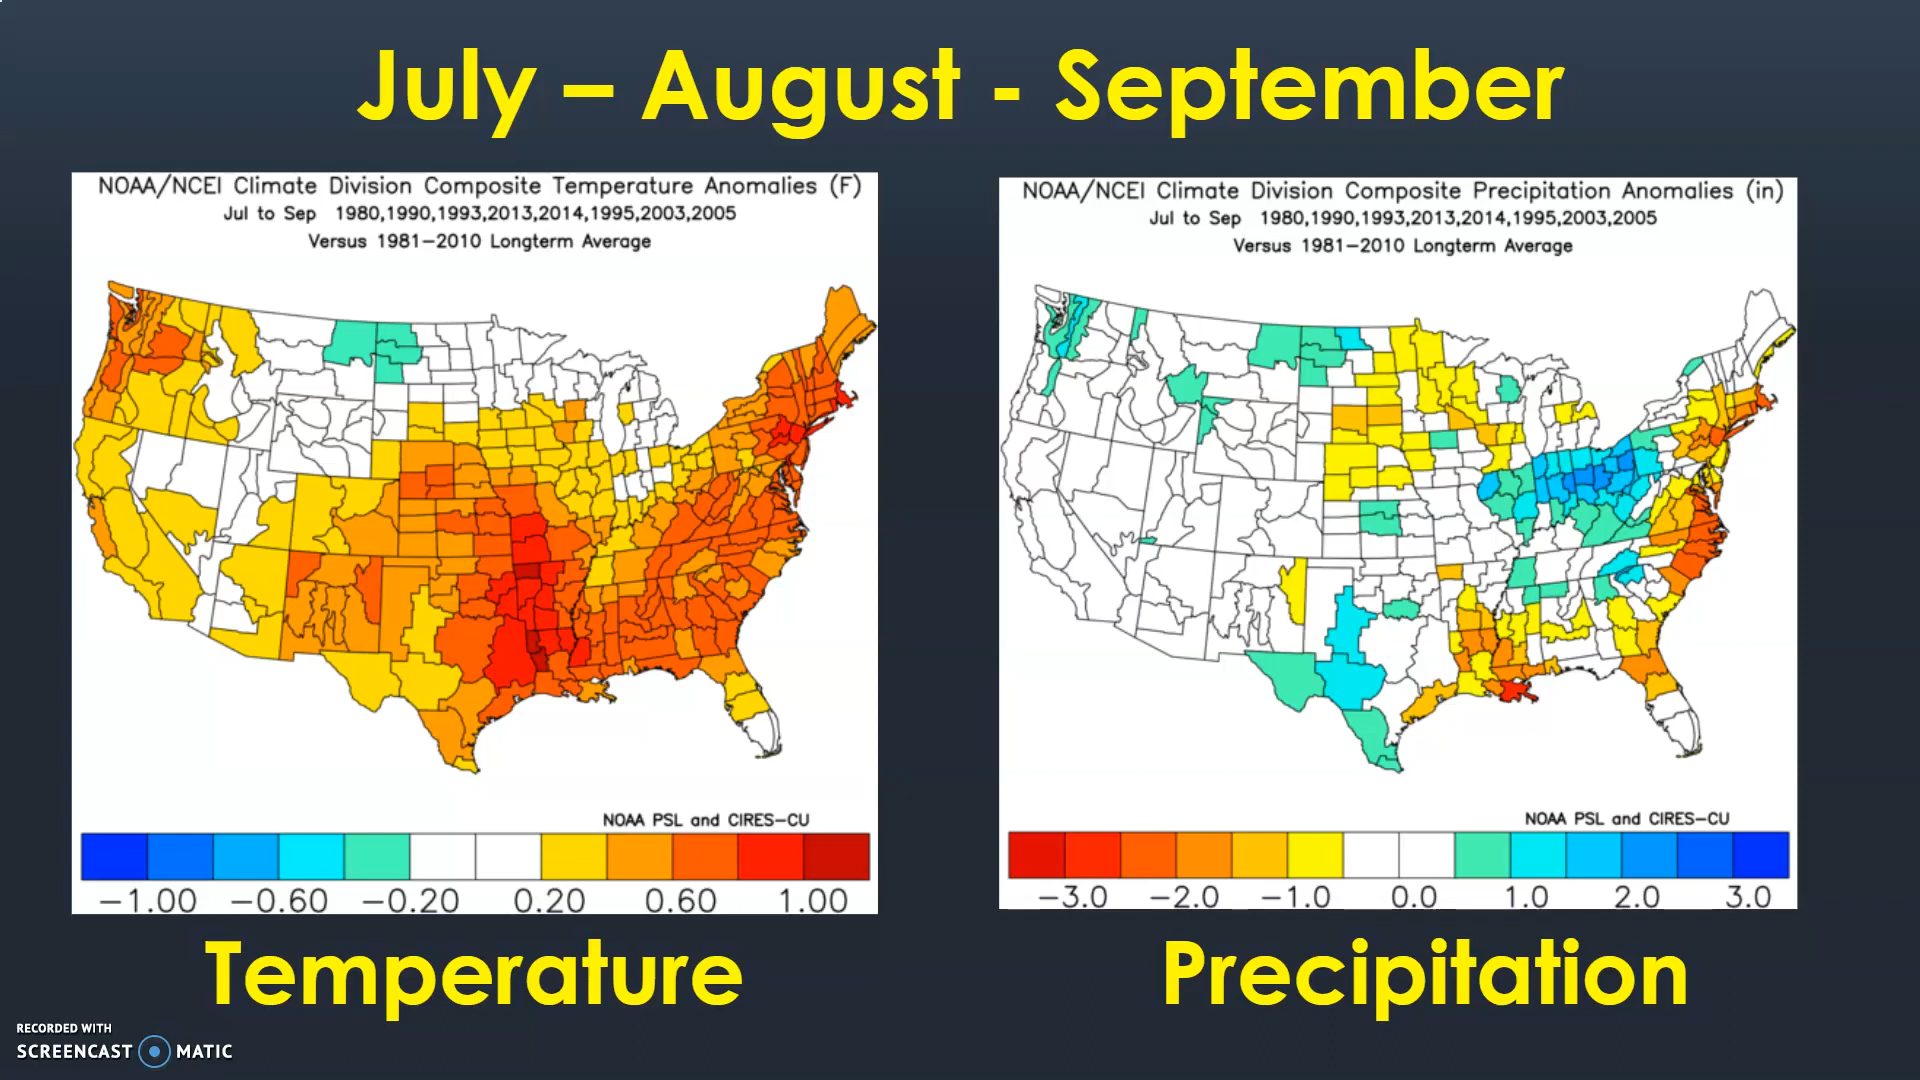 July – August - September
NOAA/NCEI Climate Division Composite Temperature Anomalies (F)
Jul to Sep 1980,1990,1993,2013,2014,1995,2003,2005
Versus 1981−2010 Longterm Average
NOAA PSL and CIRES−CU
−1.00 −0.60 −0.20 0.20 0.60 1.00
Temperature
NOAA/NCEI Climate Division Composite Precipitation Anomalies (in)
Jul to Sep 1980,1990,1993,2013,2014,1995,2003,2005
Versus 1981−2010 Longterm Average
NOAA PSL and CIRES−CU
−3.0 −2.0 −1.0 0.0 1.0 2.0 3.0
Precipitation
RECORDED WITH
SCREENCAST MATIC